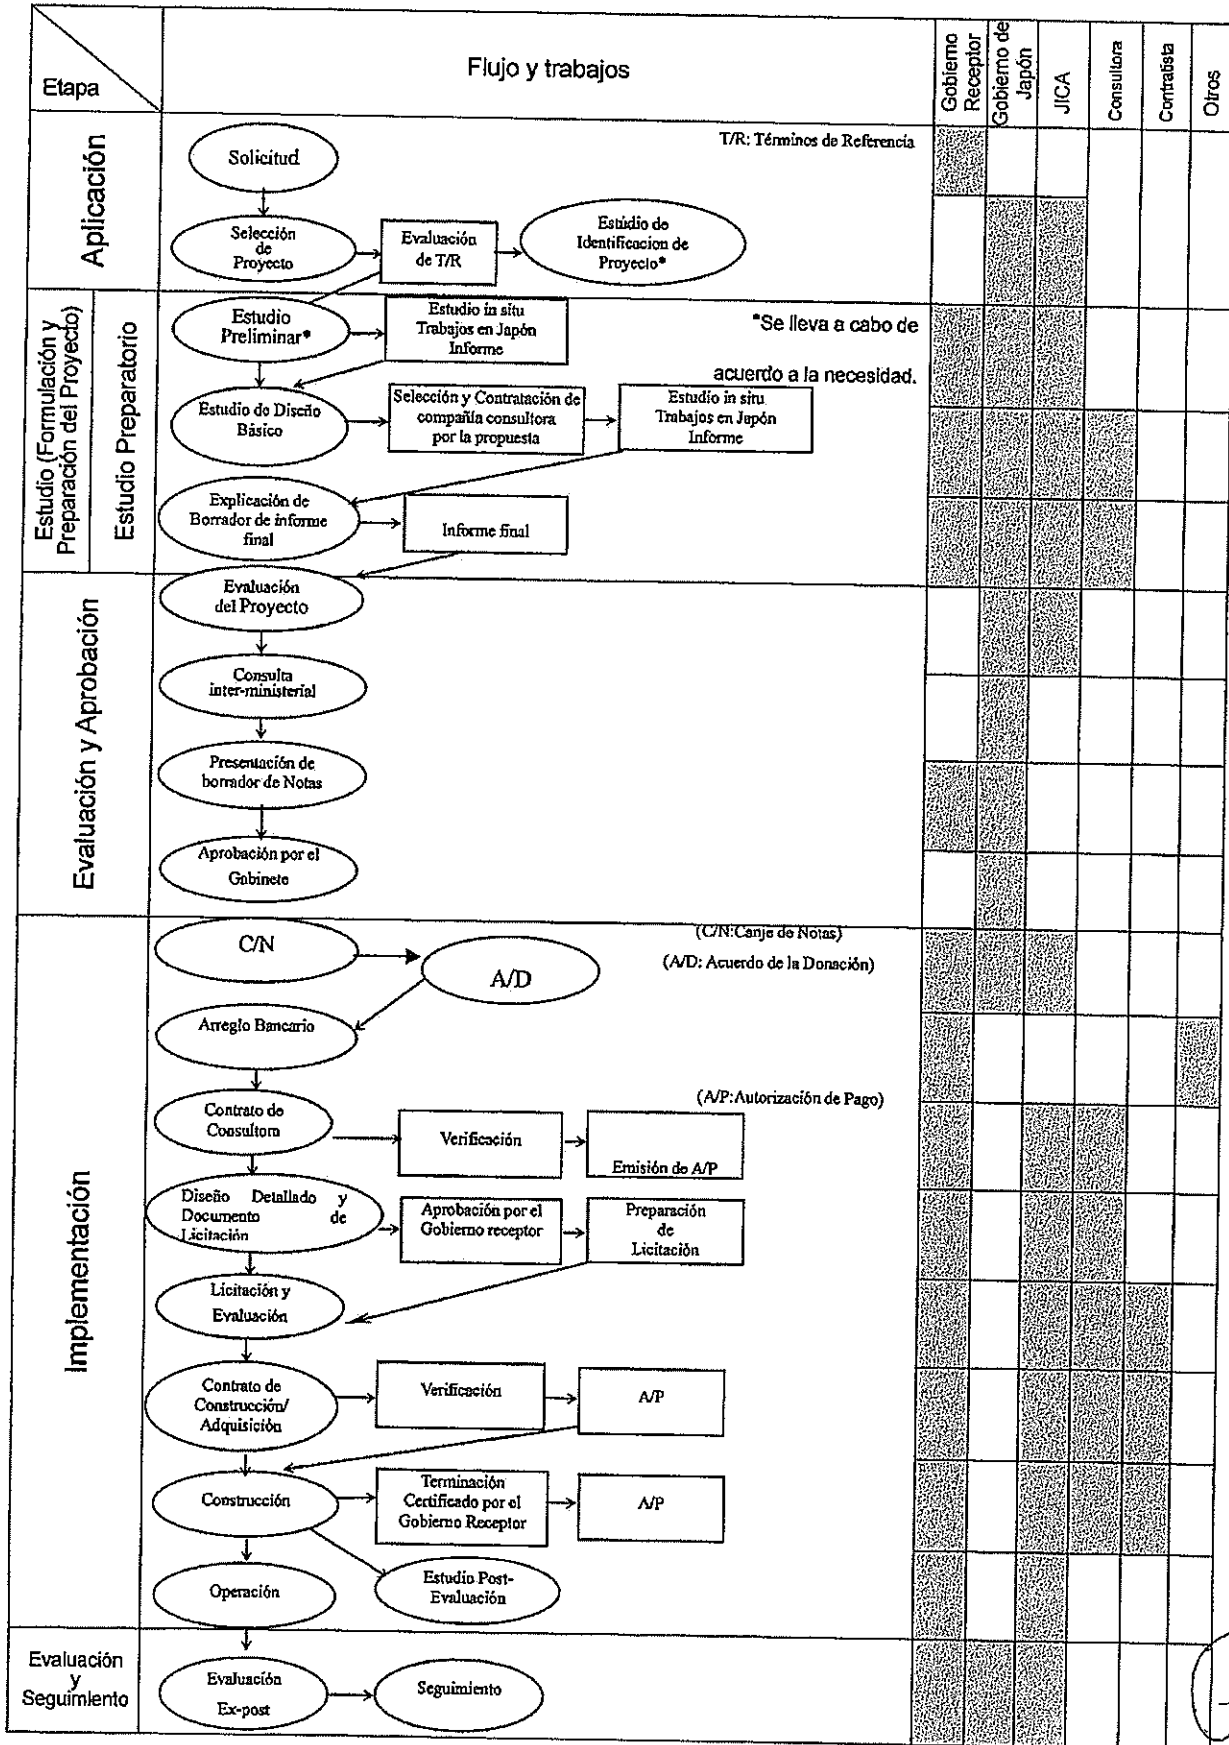 Etapa
Flujo y trabajos
Gobierno
Receptor
Gobierno de
Japón
JICA
Consultora
Contratista
Otros
Aplicación
T/R: Términos de Referencia
Solicitud
Selección
de
Proyecto
Evaluación
de T/R
Estúdio de
Identificacion de
Proyecto*
Estudio (Formulación y
Preparación del Proyecto)
Estudio Preparatorio
Estudio
Preliminar*
Estudio in situ
Trabajos en Japón
Informe
*Se lleva a cabo de
acuerdo a la necesidad.
Estudio de Diseño
Básico
Selección y Contratación de
compañía consultora
por la propuesta
Estudio in situ
Trabajos en Japón
Informe
Explicación de
Borrador de informe
final
Informe final
Evaluación y Aprobación
Evaluación
del Proyecto
Consulta
inter-ministerial
Presentación de
borrador de Notas
Aprobación por el
Gabinete
Implementación
C/N
A/D
(C/N:Canje de Notas)
(A/D: Acuerdo de la Donación)
Arreglo Bancario
(A/P:Autorización de Pago)
Contrato de
Consultora
Verificación
Emisión de A/P
Diseño Detallado y
Documento de
Licitación
Aprobación por el
Gobierno receptor
Preparación
de
Licitación
Licitación y
Evaluación
Contrato de
Construcción/
Adquisición
Verificación
A/P
Construcción
Terminación
Certificado por el
Gobierno Receptor
A/P
Operación
Estudio Post-
Evaluación
Evaluación
y
Seguimiento
Evaluación
Ex-post
Seguimiento